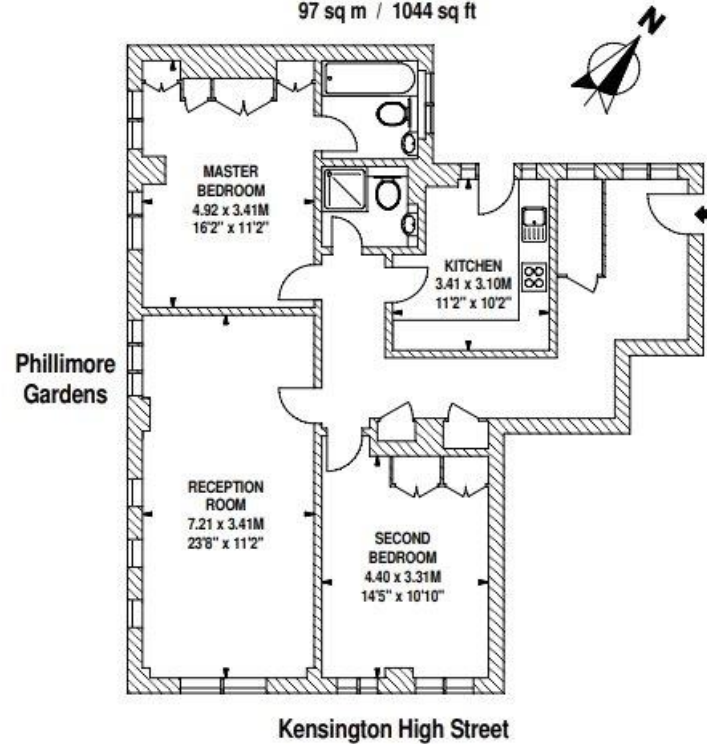 97 sq m / 1044 sq ft
N
MASTER
BEDROOM
4.92 x 3.41M
16'2" x 11'2"
KITCHEN
3.41 x 3.10M
11'2" x 10'2"
Phillimore
Gardens
RECEPTION
ROOM
7.21 x 3.41M
23'8" x 11'2"
SECOND
BEDROOM
4.40 x 3.31M
14'5" x 10'10"
Kensington High Street